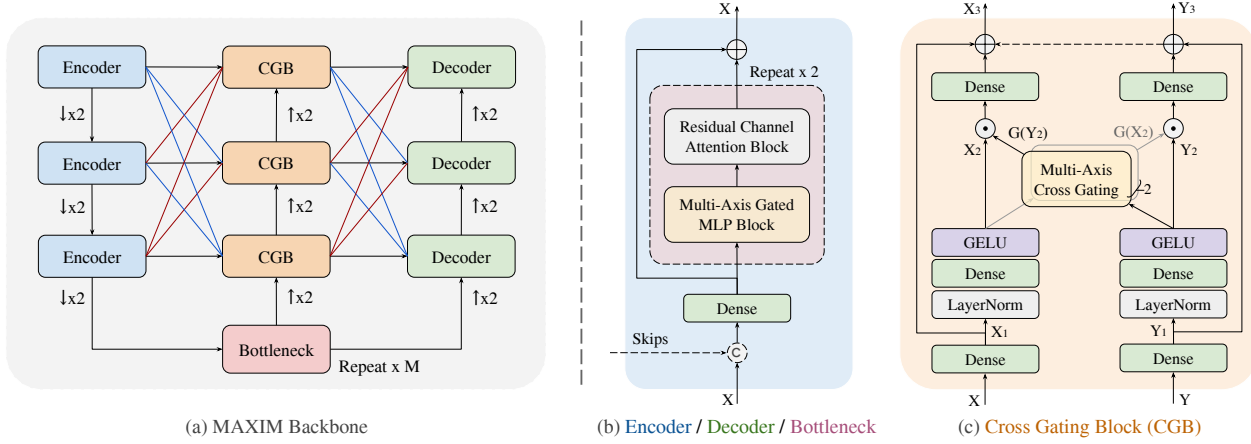 Encoder
CGB
Decoder
↓x2
↑x2
↑x2
Encoder
CGB
Decoder
↓x2
↑x2
↑x2
Encoder
CGB
Decoder
↓x2
↑x2
↑x2
Bottleneck
Repeat x M
(a) MAXIM Backbone
X
Repeat x 2
Residual Channel
Attention Block
Multi-Axis Gated
MLP Block
Dense
Skips
C
X
(b) Encoder / Decoder / Bottleneck
X3
Y3
Dense
Dense
G(Y2)
G(X2)
X2
Y2
Multi-Axis
Cross Gating
2
GELU
GELU
Dense
Dense
LayerNorm
LayerNorm
X1
Y1
Dense
Dense
X
Y
(c) Cross Gating Block (CGB)